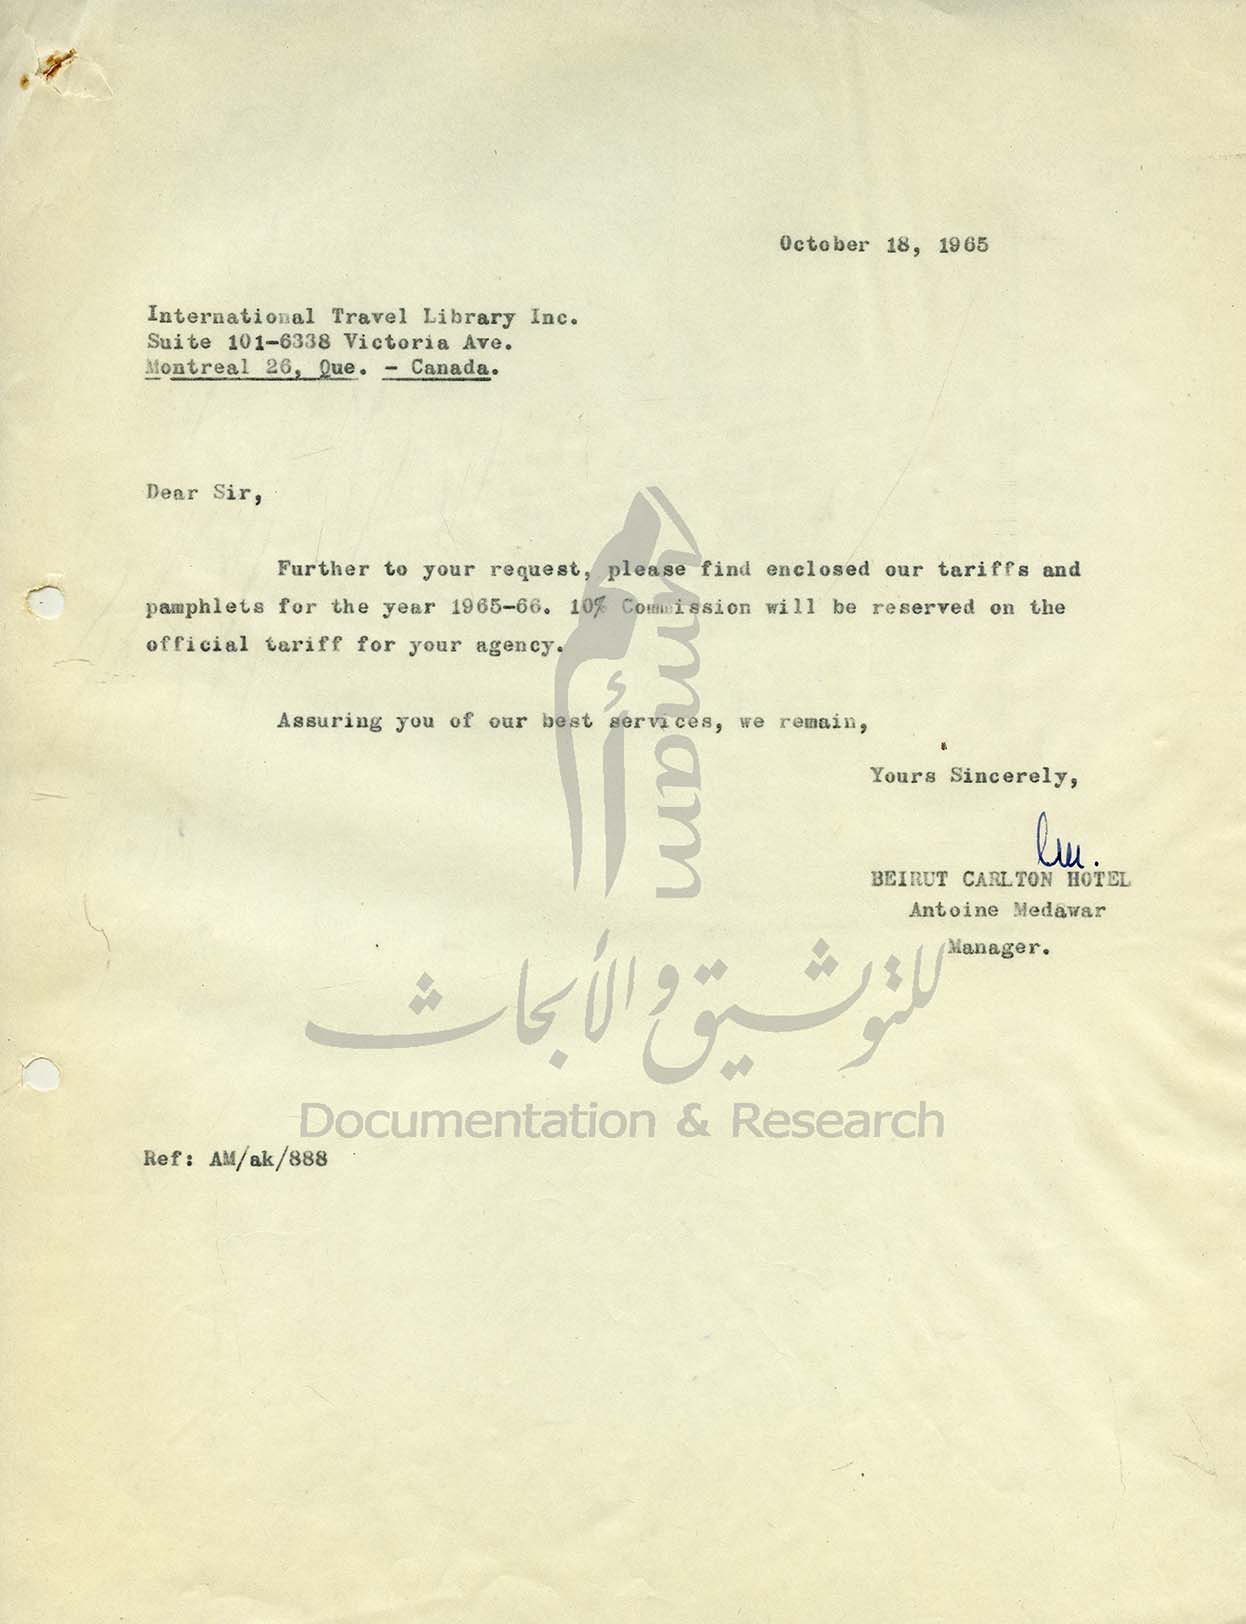 October 18, 1965
International Travel Library Inc.
Suite 101-6338 Victoria Ave.
Montreal 26, Que. - Canada.
Dear Sir,
Further to your request, please find enclosed our tariffs and
pamphlets for the year 1965-66. 10% Commission will be reserved on the
official tariff for your agency.
Assuring you of our best services, we remain,
Yours Sincerely,
BEIRUT CARLTON HOTEL
Antoine Medawar
Manager.
umam
أمم
للتوثيق و الأبحاث
Documentation & Research
Ref: AM/ak/888